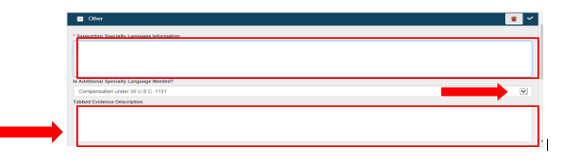 Other
* Supporting Specialty Language Information
Is Additional Specialty Language Needed?
Compensation under 38 U.S.C. 1151
Tabbed Evidence Description